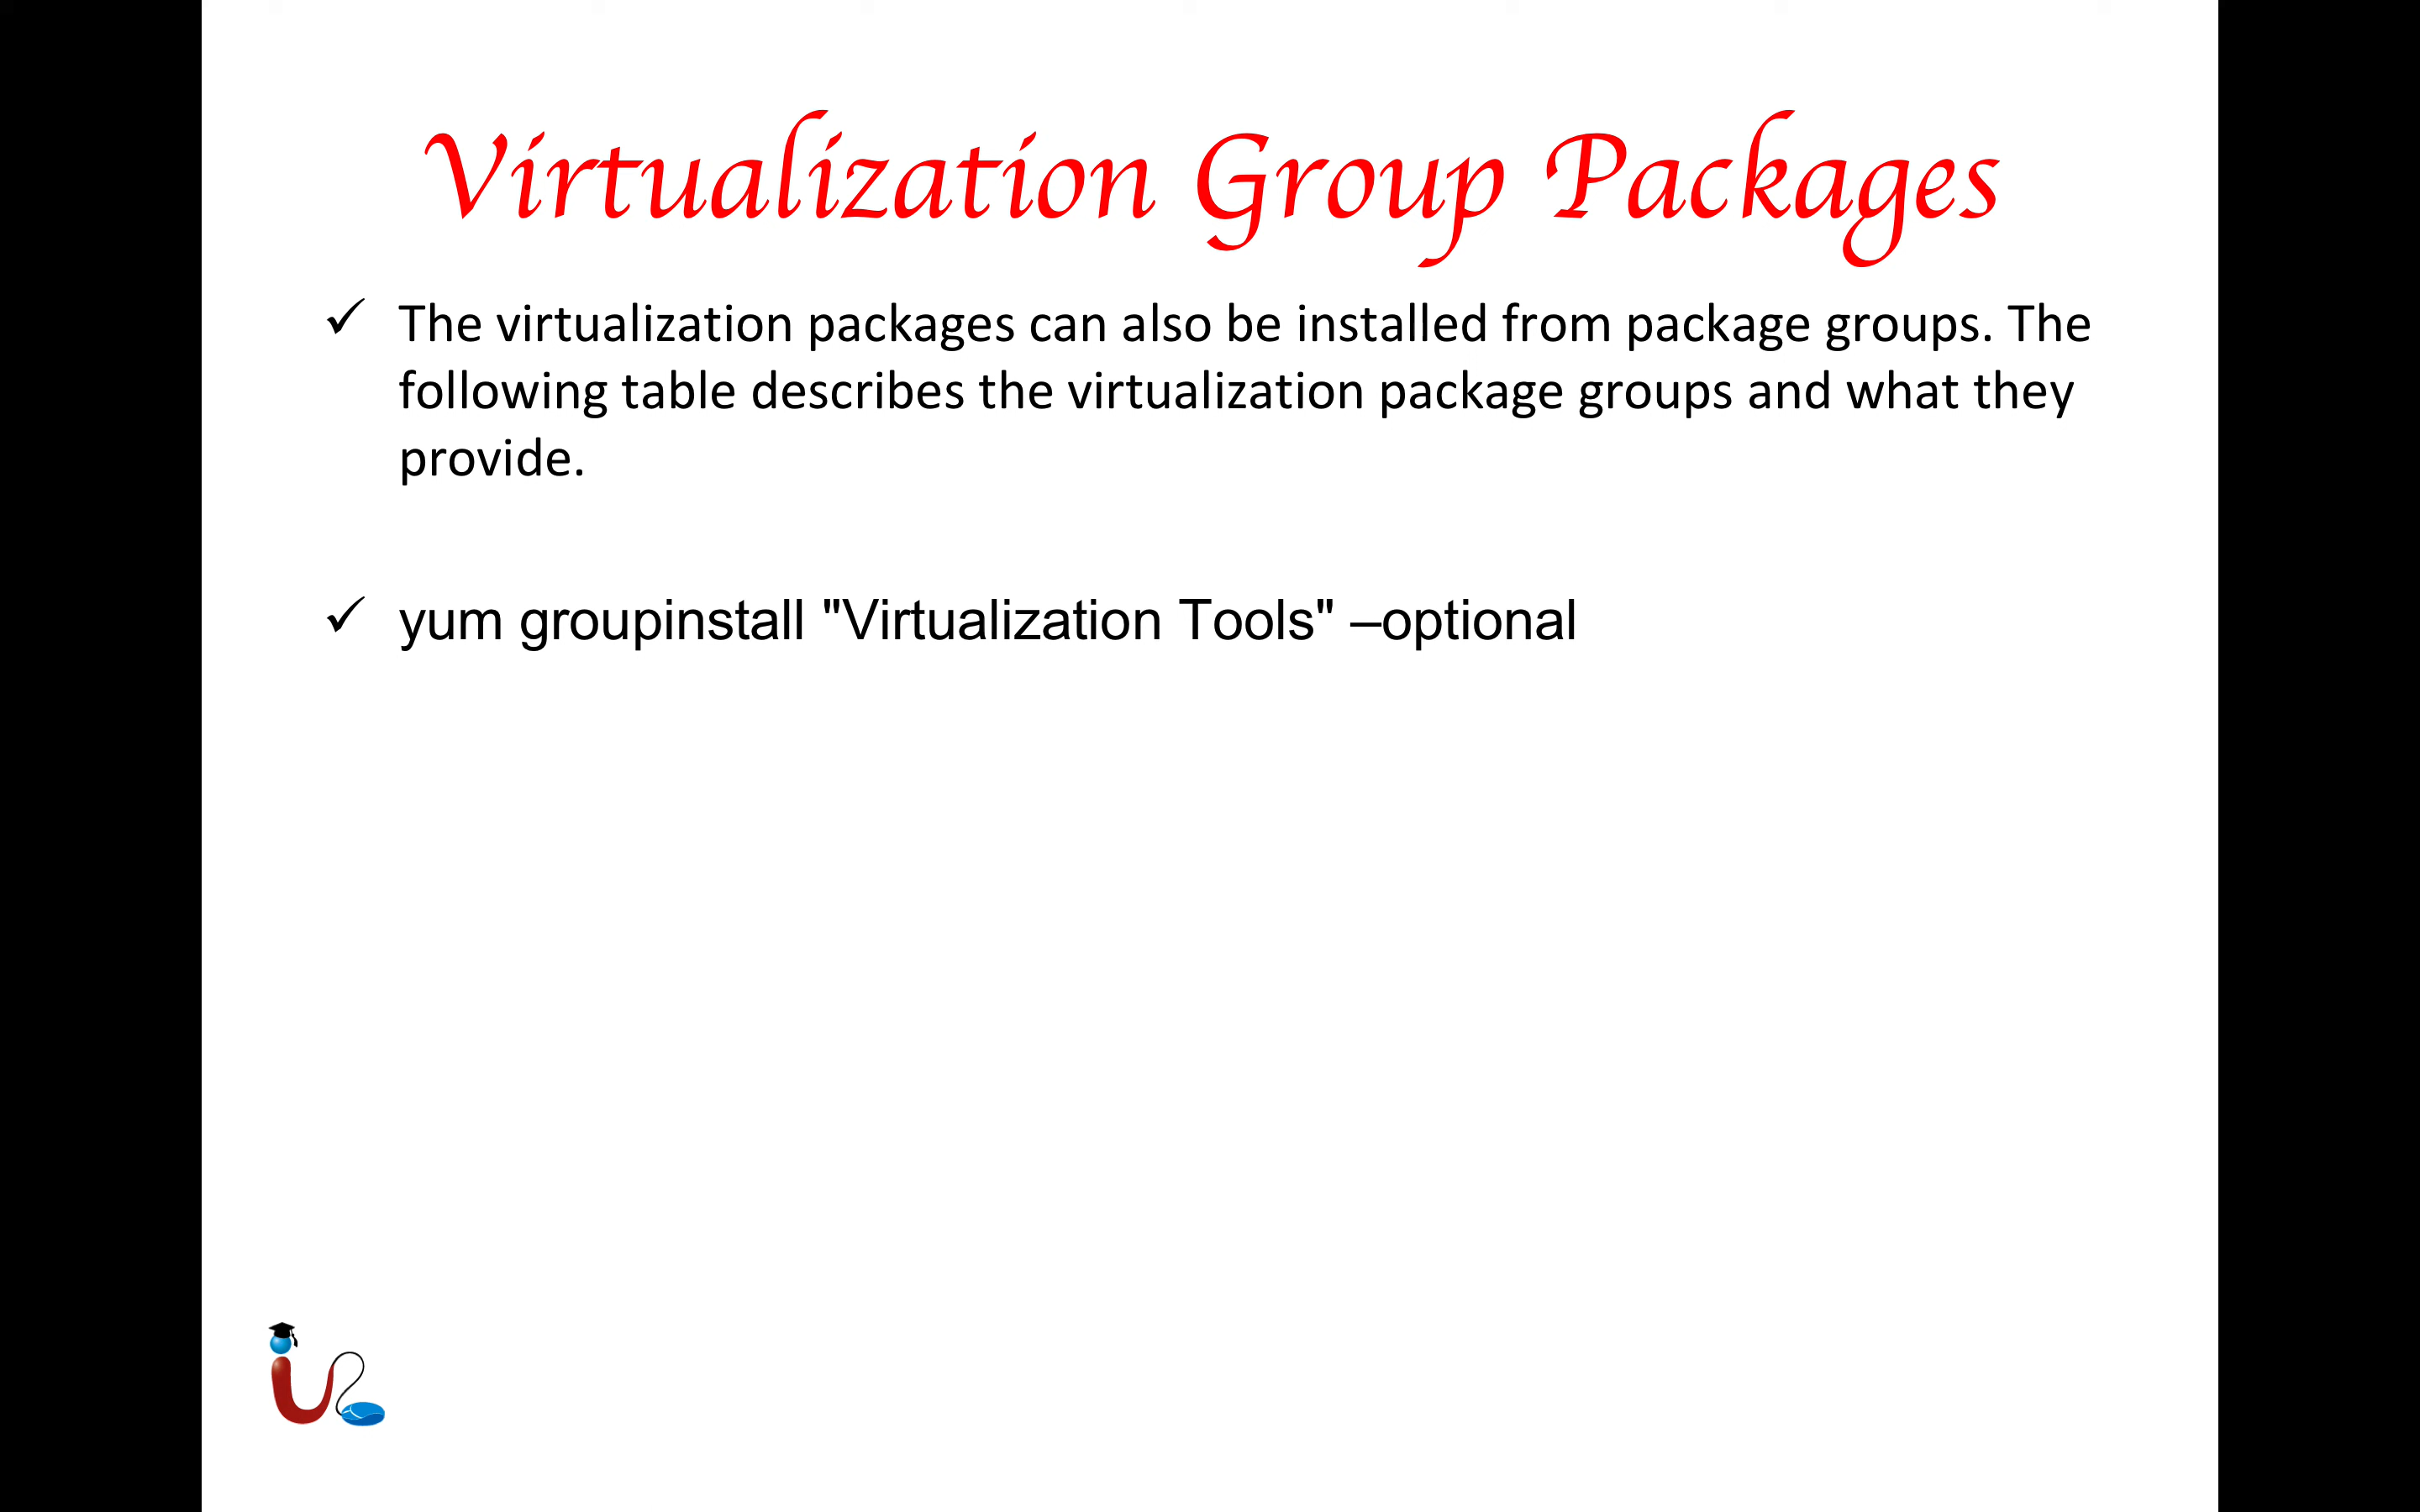 Virtualization Group Packages
✓ The virtualization packages can also be installed from package groups. The
following table describes the virtualization package groups and what they
provide.
✓ yum groupinstall "Virtualization Tools" –optional